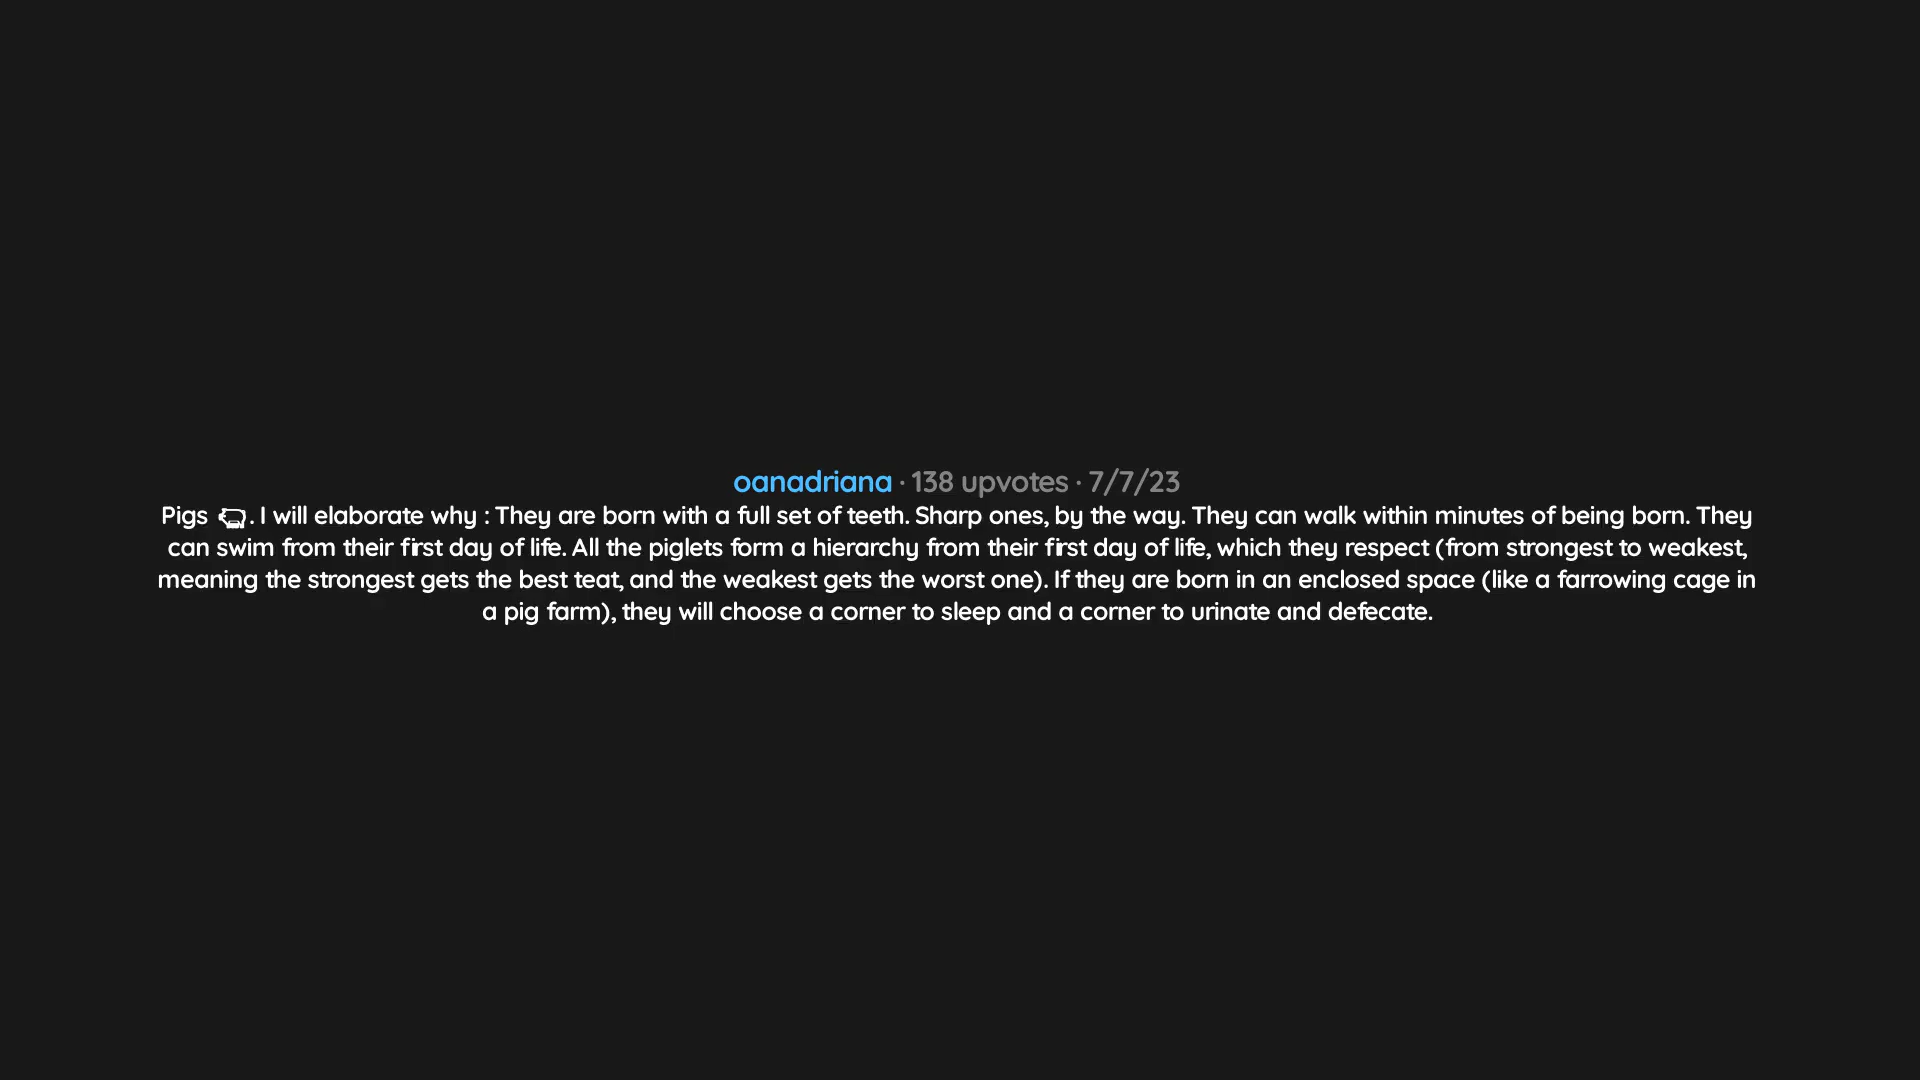 oanadriana · 138 upvotes · 7/7/23
Pigs 🐖. I will elaborate why : They are born with a full set of teeth. Sharp ones, by the way. They can walk within minutes of being born. They
can swim from their first day of life. All the piglets form a hierarchy from their first day of life, which they respect (from strongest to weakest,
meaning the strongest gets the best teat, and the weakest gets the worst one). If they are born in an enclosed space (like a farrowing cage in
a pig farm), they will choose a corner to sleep and a corner to urinate and defecate.